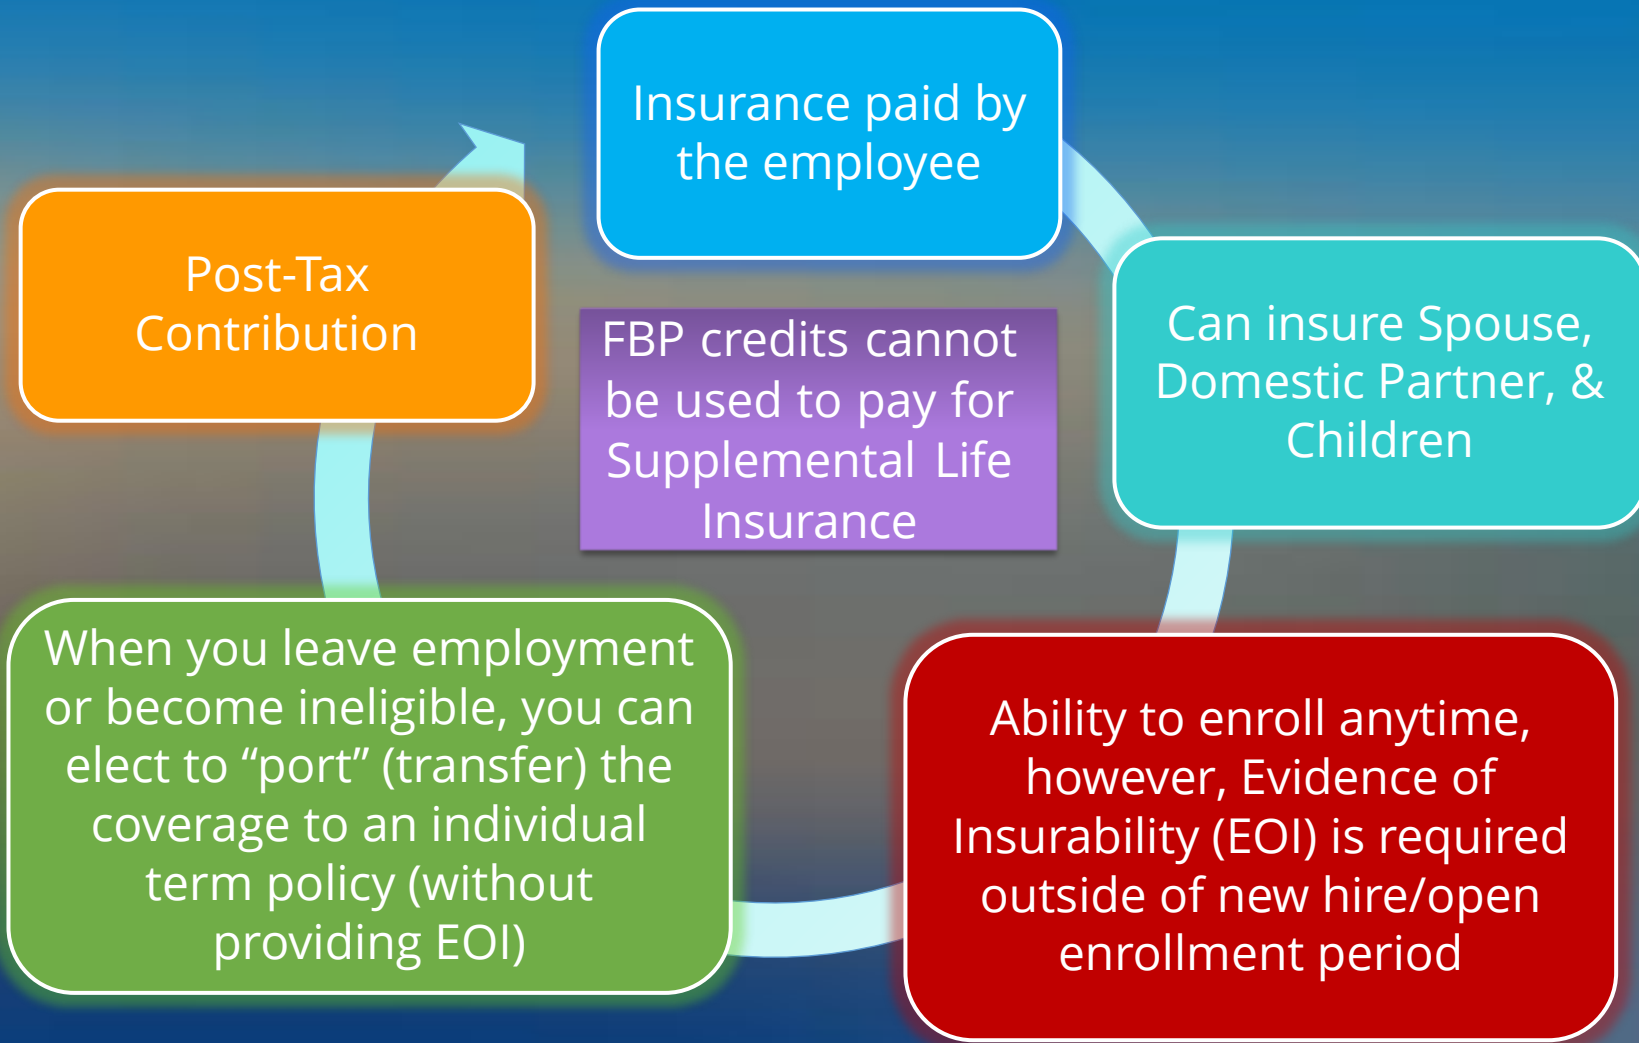 Insurance paid by
the employee
Can insure Spouse,
Domestic Partner, &
Children
Ability to enroll anytime,
however, Evidence of
Insurability (EOI) is required
outside of new hire/open
enrollment period
When you leave employment
or become ineligible, you can
elect to “port” (transfer) the
coverage to an individual
term policy (without
providing EOI)
Post-Tax
Contribution
FBP credits cannot
be used to pay for
Supplemental Life
Insurance